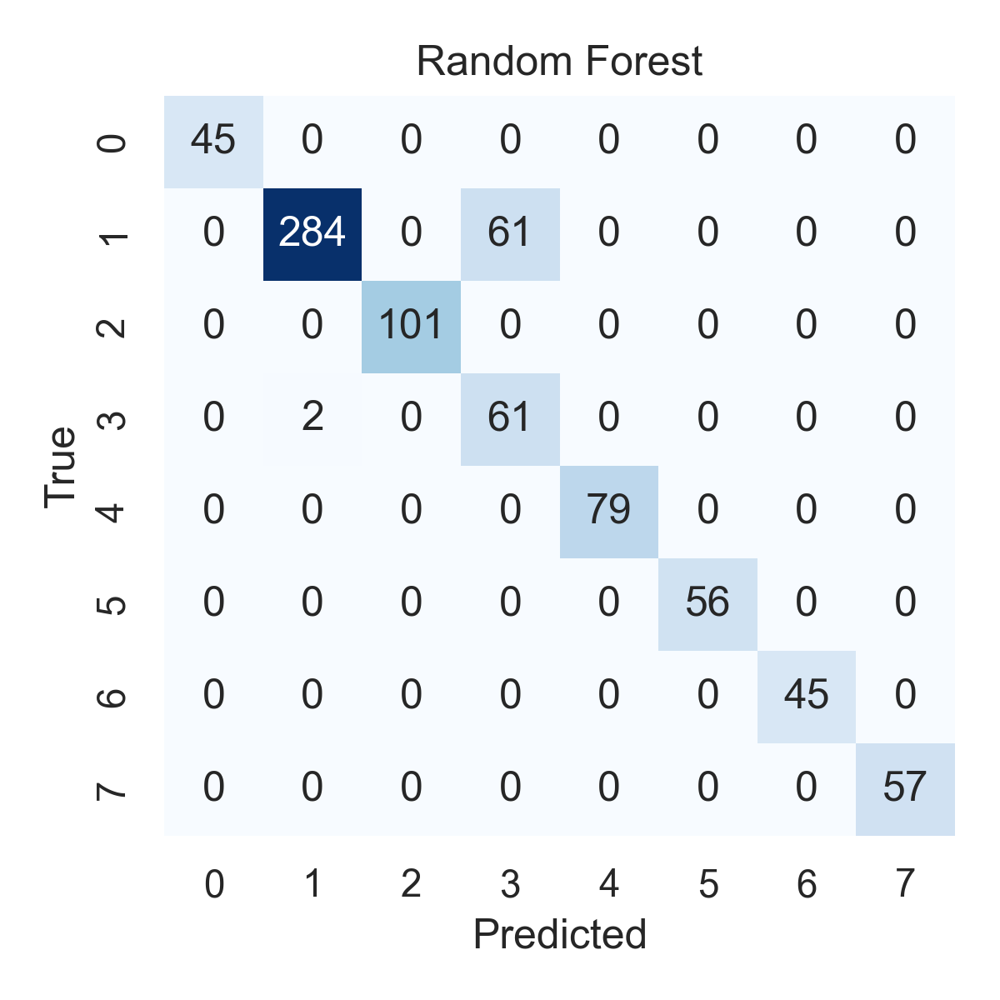 Random Forest
0 45 0 0 0 0 0 0 0
1 0 284 0 61 0 0 0 0
2 0 0 101 0 0 0 0 0
3 0 2 0 61 0 0 0 0
4 0 0 0 0 79 0 0 0
5 0 0 0 0 0 56 0 0
6 0 0 0 0 0 0 45 0
7 0 0 0 0 0 0 0 57
True
0 1 2 3 4 5 6 7
Predicted